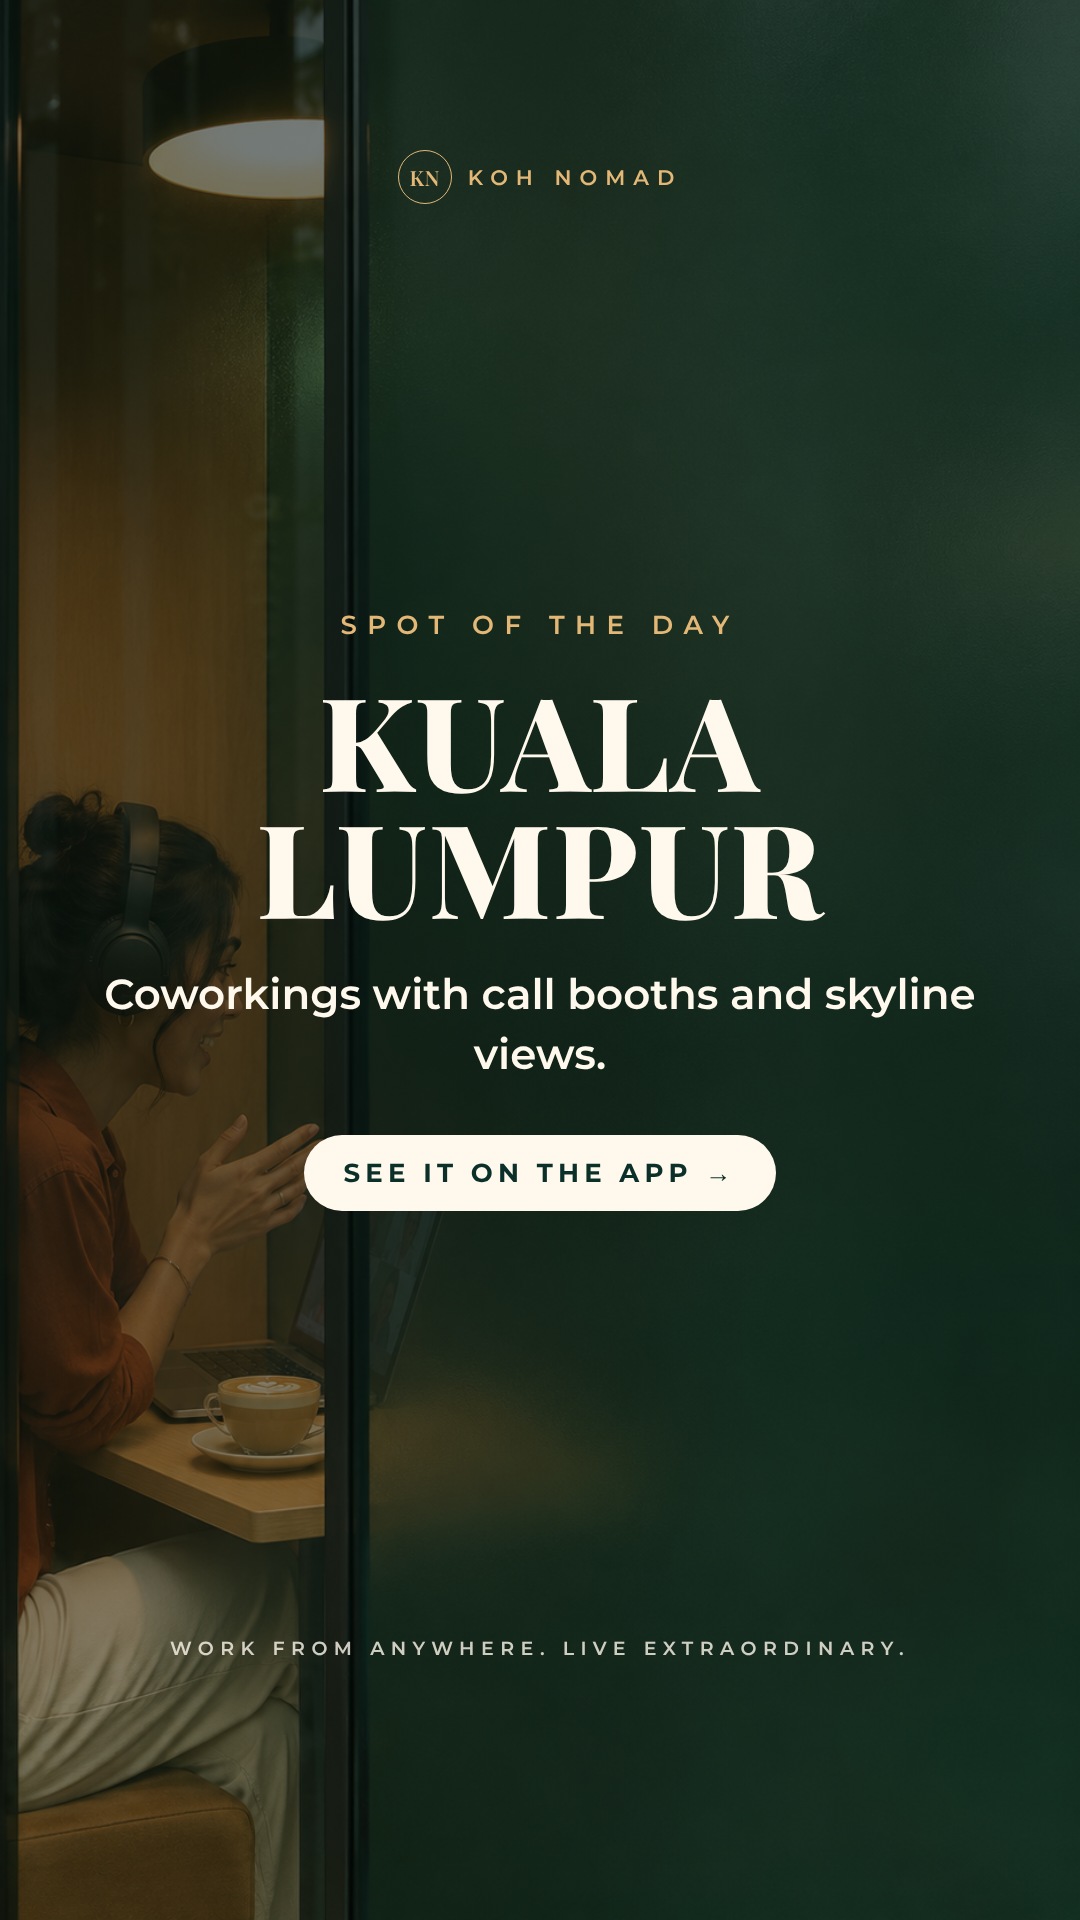 KN KOH NOMAD
SPOT OF THE DAY
KUALA
LUMPUR
Coworkings with call booths and skyline
views.
SEE IT ON THE APP →
WORK FROM ANYWHERE. LIVE EXTRAORDINARY.